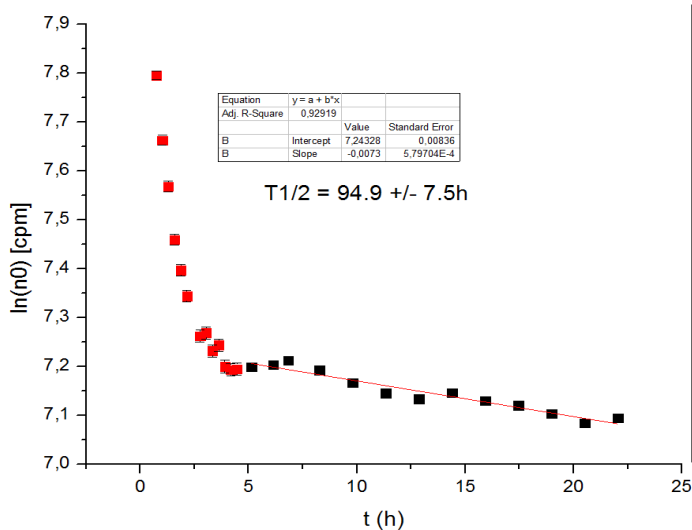 7,9
7,8
7,7
7,6
7,5
7,4
7,3
7,2
7,1
7,0
ln(n0) [cpm]
Equation y = a + b*x
Adj. R-Square 0,92919
Value Standard Error
B Intercept 7,24328 0,00836
B Slope -0,0073 5,79704E-4
T1/2 = 94.9 +/- 7.5h
0 5 10 15 20 25
t (h)